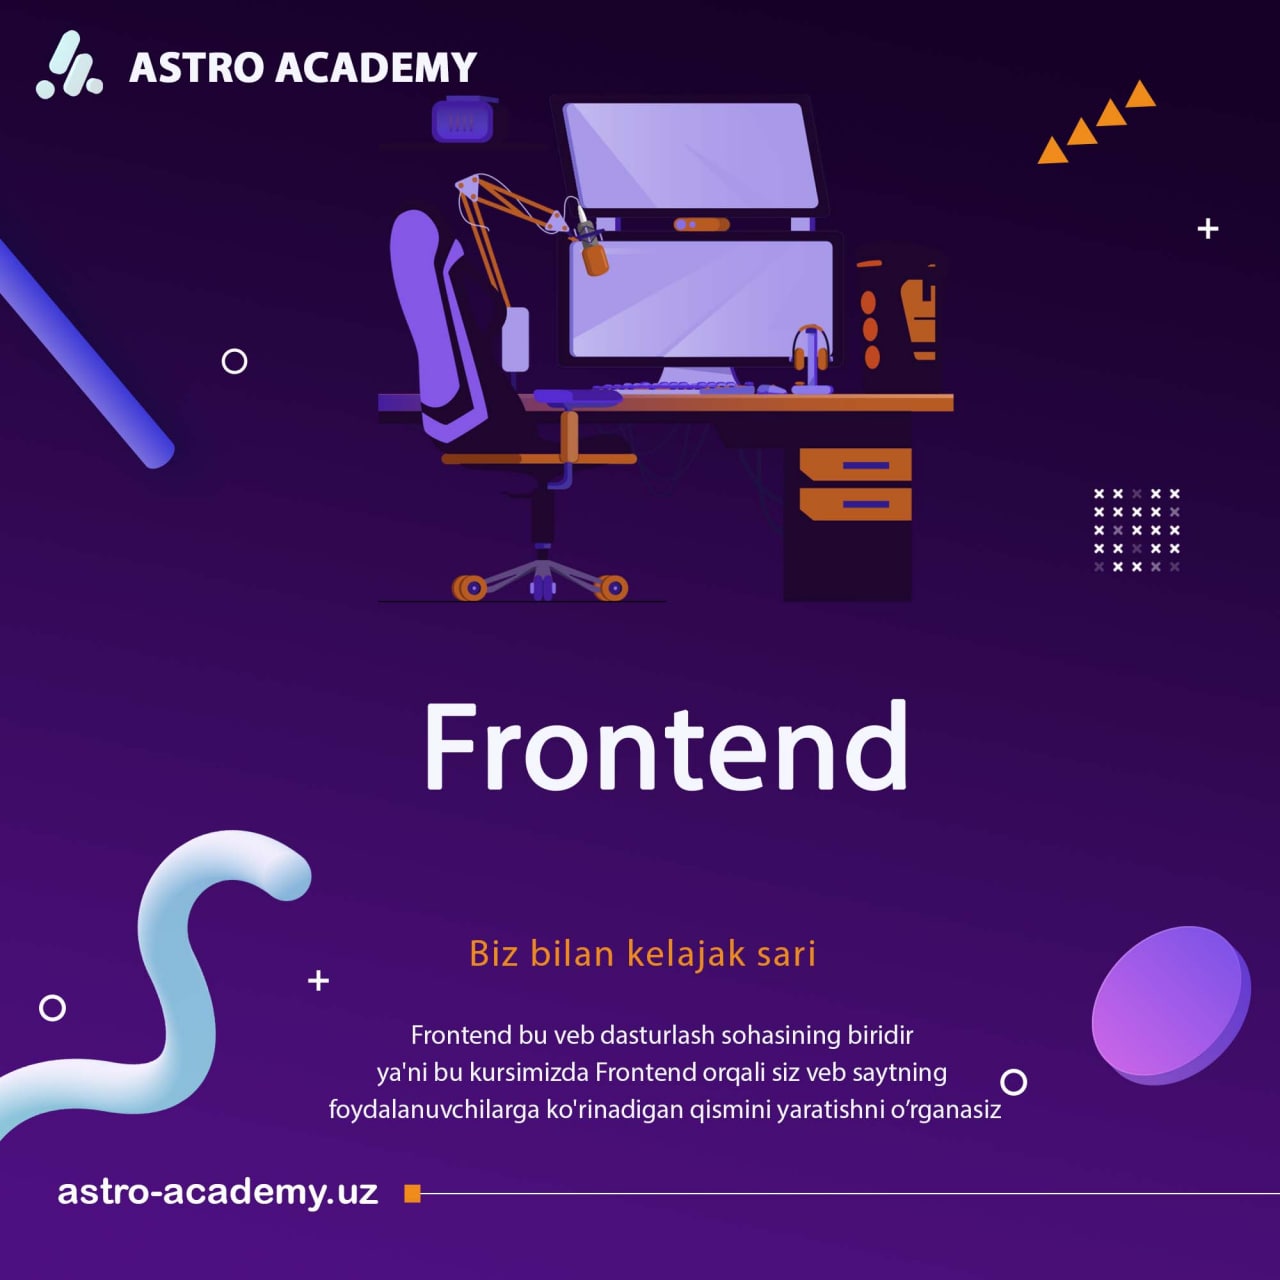 ASTRO ACADEMY
Frontend
Biz bilan kelajak sari
Frontend bu veb dasturlash sohasining biridir
ya'ni bu kursimizda Frontend orqali siz veb saytning
foydalanuvchilarga ko'rinadigan qismini yaratishni o’rganasiz
astro-academy.uz